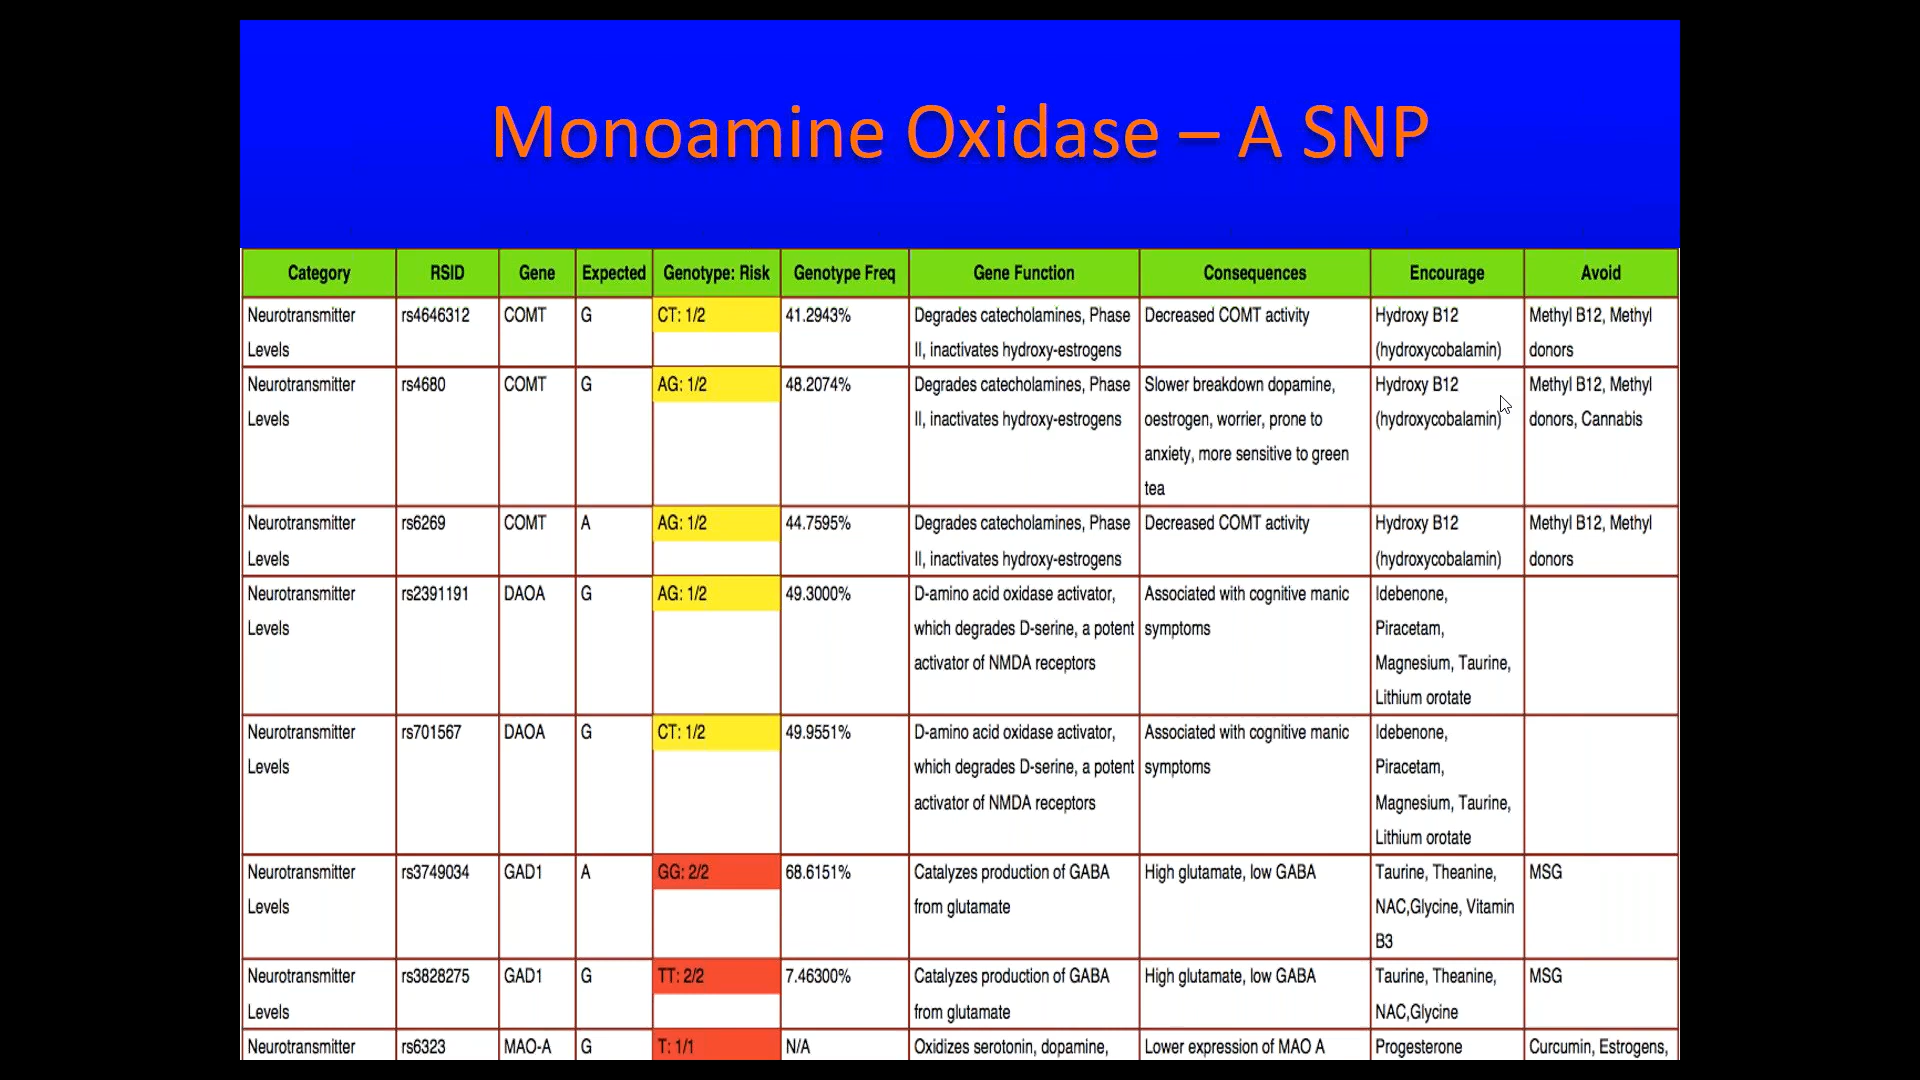 Monoamine Oxidase – A SNP
Category RSID Gene Expected Genotype: Risk Genotype Freq Gene Function Consequences Encourage Avoid
Neurotransmitter rs4646312 COMT G CT: 1/2 41.2943% Degrades catecholamines, Phase Decreased COMT activity Hydroxy B12 Methyl B12, Methyl
Levels II, inactivates hydroxy-estrogens (hydroxycobalamin) donors
Neurotransmitter rs4680 COMT G AG: 1/2 48.2074% Degrades catecholamines, Phase Slower breakdown dopamine, Hydroxy B12 Methyl B12, Methyl
Levels II, inactivates hydroxy-estrogens oestrogen, worrier, prone to (hydroxycobalamin) donors, Cannabis
anxiety, more sensitive to green
tea
Neurotransmitter rs6269 COMT A AG: 1/2 44.7595% Degrades catecholamines, Phase Decreased COMT activity Hydroxy B12 Methyl B12, Methyl
Levels II, inactivates hydroxy-estrogens (hydroxycobalamin) donors
Neurotransmitter rs2391191 DAOA G AG: 1/2 49.3000% D-amino acid oxidase activator, Associated with cognitive manic Idebenone,
Levels which degrades D-serine, a potent symptoms Piracetam,
activator of NMDA receptors Magnesium, Taurine,
Lithium orotate
Neurotransmitter rs701567 DAOA G CT: 1/2 49.9551% D-amino acid oxidase activator, Associated with cognitive manic Idebenone,
Levels which degrades D-serine, a potent symptoms Piracetam,
activator of NMDA receptors Magnesium, Taurine,
Lithium orotate
Neurotransmitter rs3749034 GAD1 A GG: 2/2 68.6151% Catalyzes production of GABA High glutamate, low GABA Taurine, Theanine, MSG
Levels from glutamate NAC,Glycine, Vitamin
B3
Neurotransmitter rs3828275 GAD1 G TT: 2/2 7.46300% Catalyzes production of GABA High glutamate, low GABA Taurine, Theanine, MSG
Levels from glutamate NAC,Glycine
Neurotransmitter rs6323 MAO-A G T: 1/1 N/A Oxidizes serotonin, dopamine, Lower expression of MAO A Progesterone Curcumin, Estrogens,